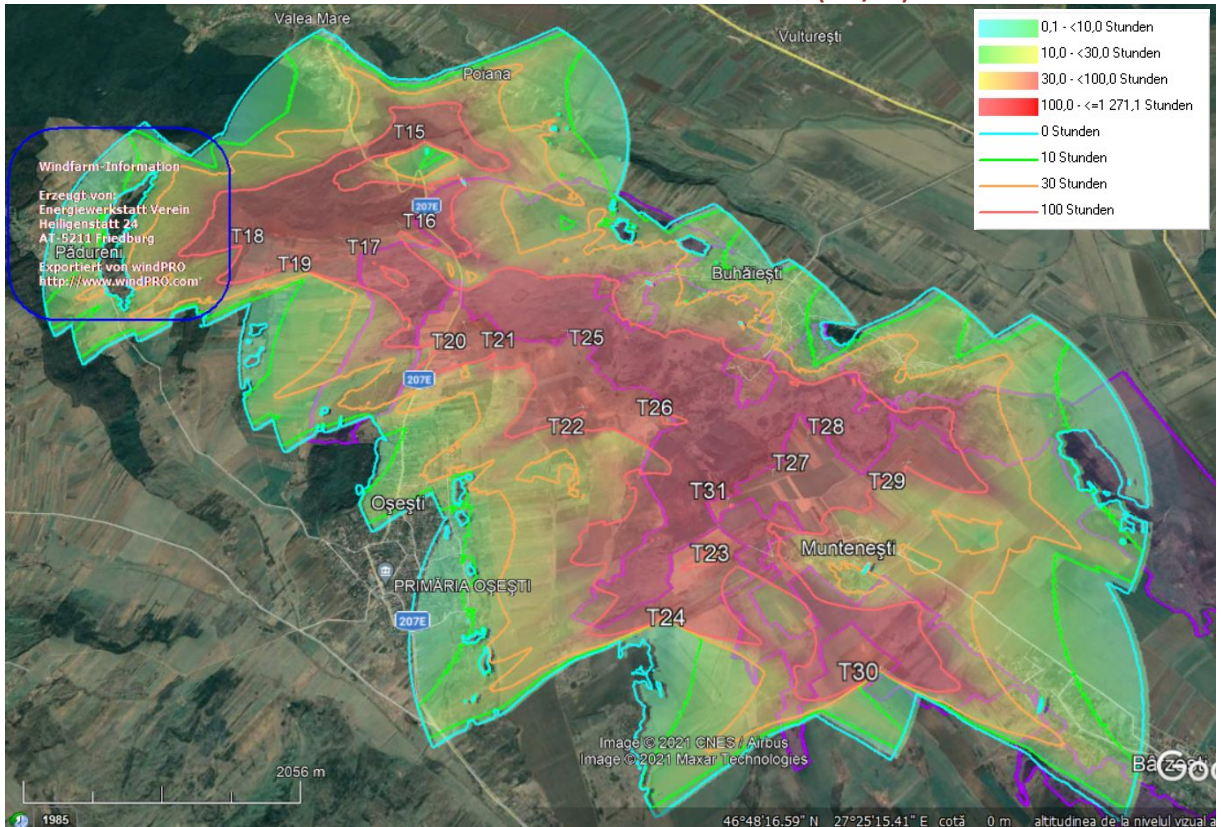 Valea Mare
Vulturești
Poiana
0,1 - <10,0 Stunden
10,0 - <30,0 Stunden
30,0 - <100,0 Stunden
100,0 - <=1 271,1 Stunden
0 Stunden
10 Stunden
30 Stunden
100 Stunden
Windfarm-Information
Erzeugt von:
Energiewerkstatt Verein
Heiligenstatt 24
AT-5211 Friedburg
Pădureni
Exportiert von windPRO
http://www.windPRO.com
T15
207E
T16
T18
T17
T19
Buhăiești
T20
T21
T25
207E
T26
T22
T28
T27
T29
T31
Oșești
T23
Muntenești
PRIMĂRIA OȘEȘTI
207E
T24
T30
Image © 2021 CNES / Airbus
Image © 2021 Maxar Technologies
2056 m
1985
46°48'16.59" N 27°25'15.41" E cotă 0 m altitudinea de la nivelul vizual